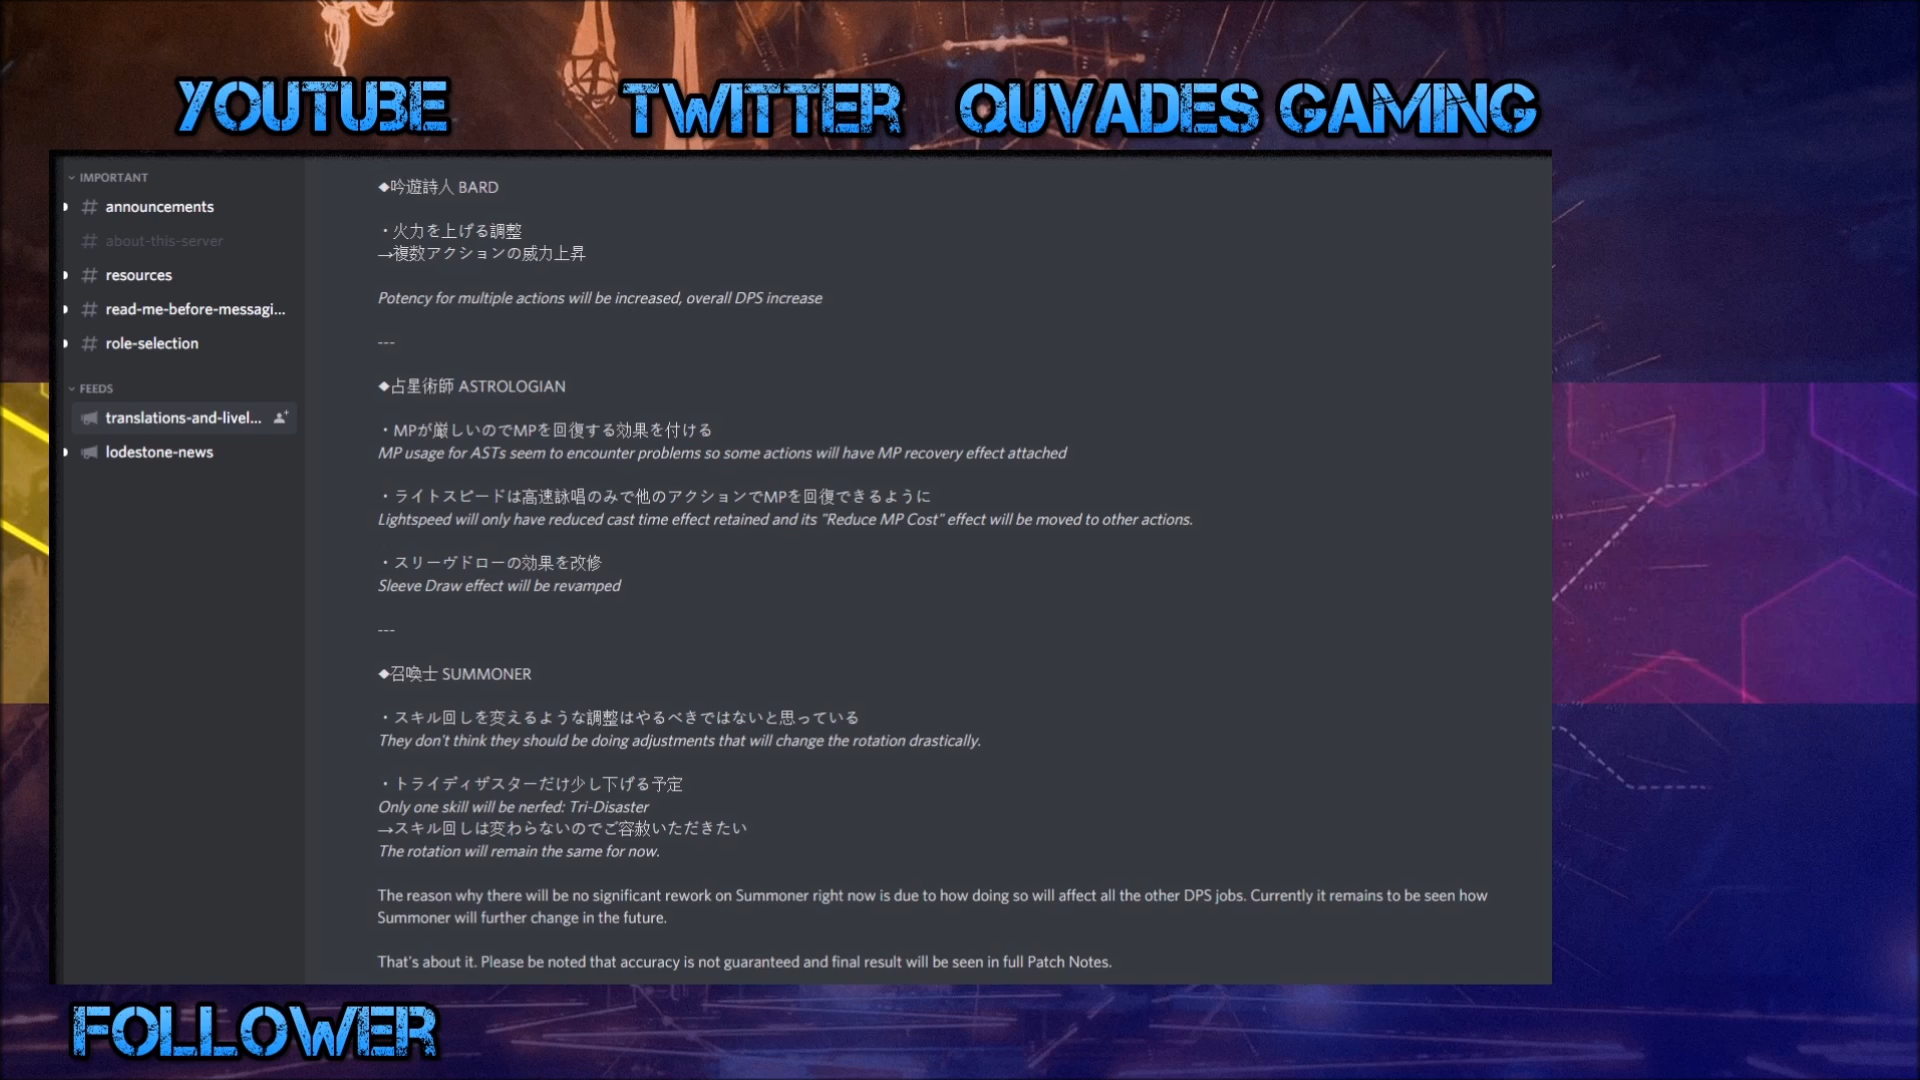 YOUTUBE
TWITTER
QUVADES GAMING
IMPORTANT
# announcements
# about-this-server
# resources
# read-me-before-messagi...
# role-selection
FEEDS
translations-and-livel...
lodestone-news
◆吟遊詩人 BARD
・火力を上げる調整
→複数アクションの威力上昇
Potency for multiple actions will be increased, overall DPS increase
---
◆占星術師 ASTROLOGIAN
・MPが厳しいのでMPを回復する効果を付ける
MP usage for ASTs seem to encounter problems so some actions will have MP recovery effect attached
・ライトスピードは高速詠唱のみで他のアクションでMPを回復できるように
Lightspeed will only have reduced cast time effect retained and its "Reduce MP Cost" effect will be moved to other actions.
・スリーヴドローの効果を改修
Sleeve Draw effect will be revamped
---
◆召喚士 SUMMONER
・スキル回しを変えるような調整はやるべきではないと思っている
They don't think they should be doing adjustments that will change the rotation drastically.
・トライディザスターだけ少し下げる予定
Only one skill will be nerfed: Tri-Disaster
→スキル回しは変わらないのでご容赦いただきたい
The rotation will remain the same for now.
The reason why there will be no significant rework on Summoner right now is due to how doing so will affect all the other DPS jobs. Currently it remains to be seen how
Summoner will further change in the future.
That's about it. Please be noted that accuracy is not guaranteed and final result will be seen in full Patch Notes.
FOLLOWER